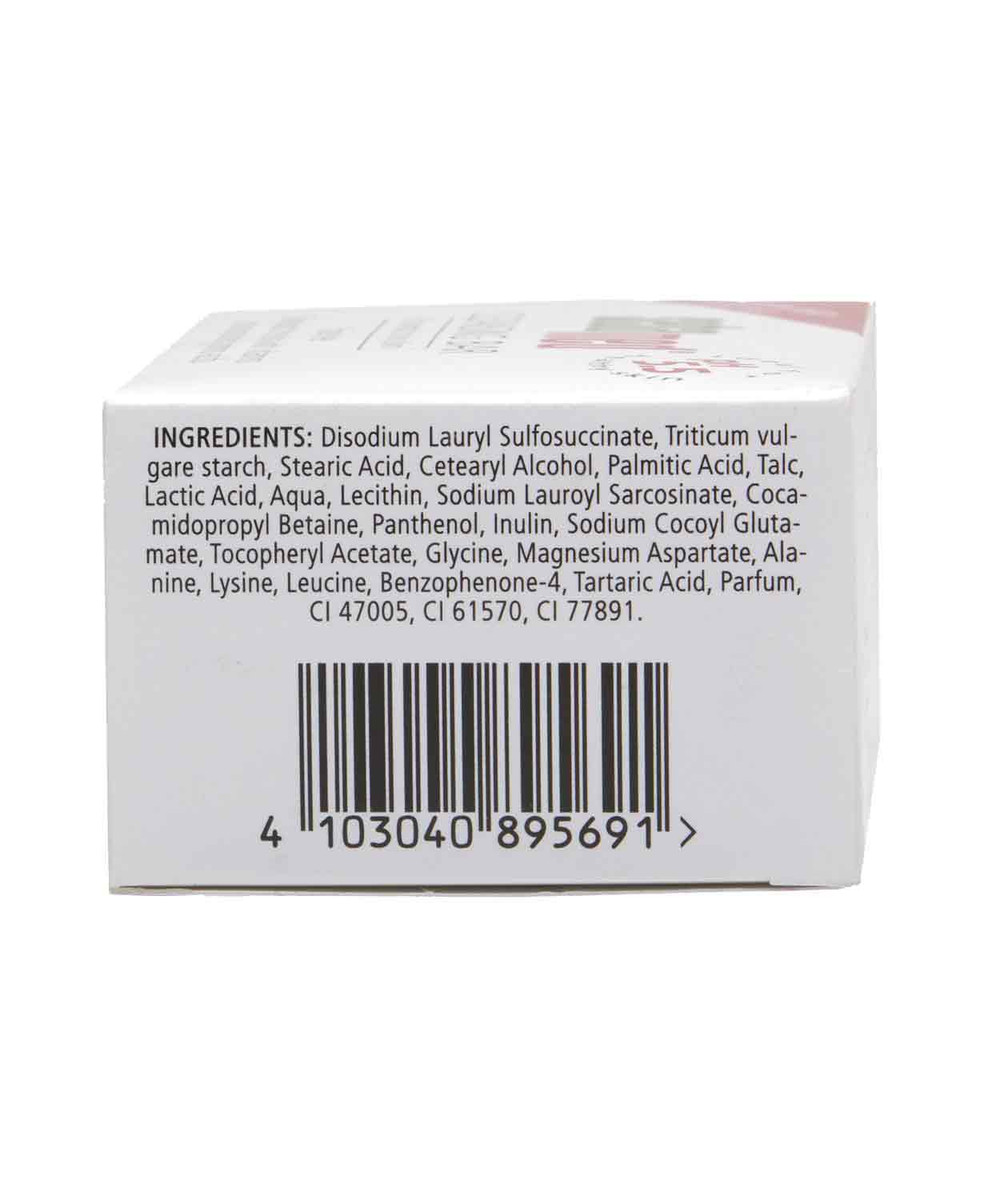 INGREDIENTS: Disodium Lauryl Sulfosuccinate, Triticum vul-
gare starch, Stearic Acid, Cetearyl Alcohol, Palmitic Acid, Talc,
Lactic Acid, Aqua, Lecithin, Sodium Lauroyl Sarcosinate, Coca-
midopropyl Betaine, Panthenol, Inulin, Sodium Cocoyl Gluta-
mate, Tocopheryl Acetate, Glycine, Magnesium Aspartate, Ala-
nine, Lysine, Leucine, Benzophenone-4, Tartaric Acid, Parfum,
CI 47005, CI 61570, CI 77891.
4 103040 895691 >